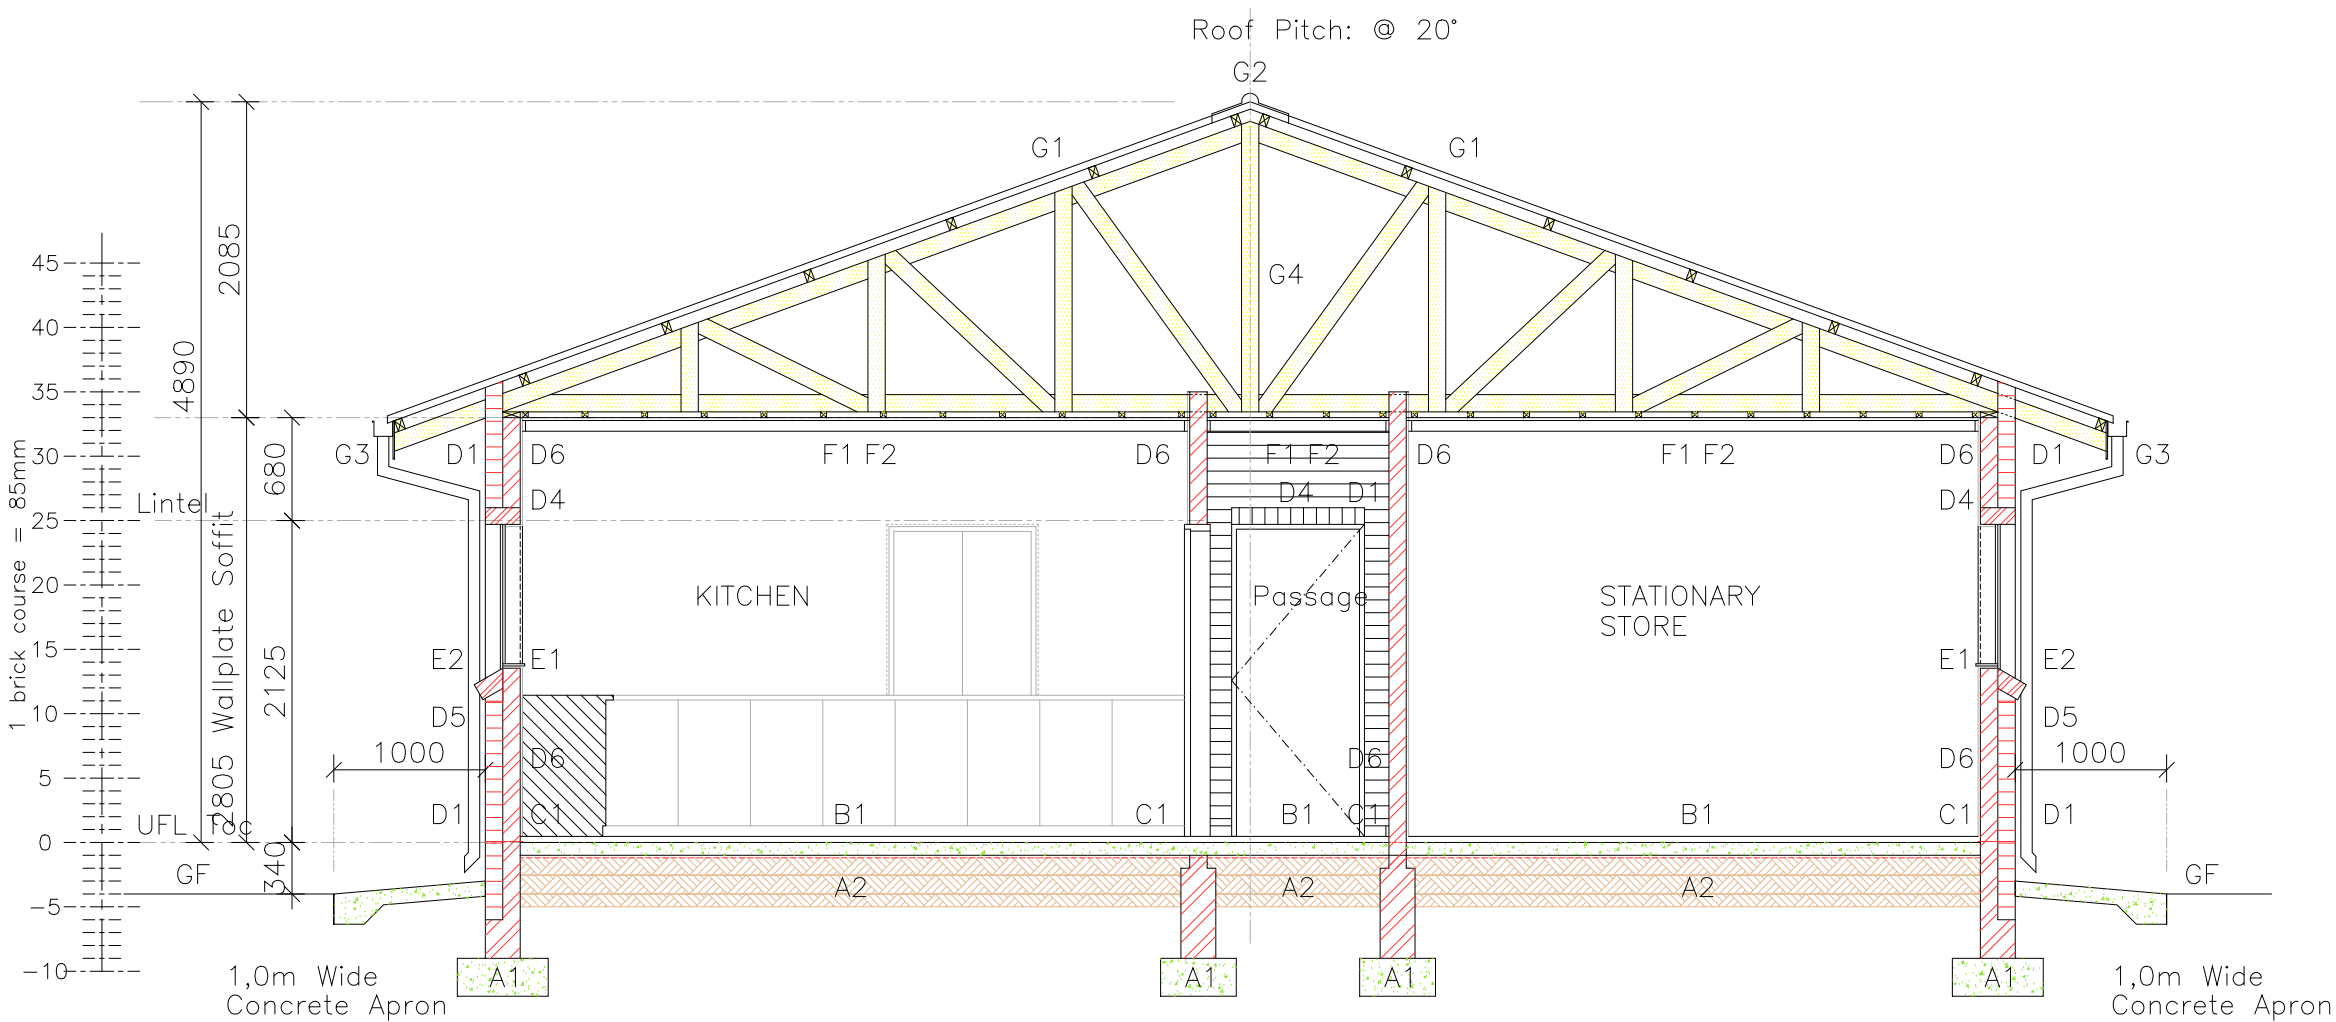 Roof Pitch: @ 20°
G2
G1
G1
2085
45
G4
40
4890
35
G3
D1
D6
F1 F2
D6
F1 F2
D6
F1 F2
D6
D1
G3
30
680
Lintel
D4
D4
D1
D4
25
1 brick course = 85mm
2805 Wallplate Soffit
20
KITCHEN
Passage
STATIONARY
STORE
15
2125
E2
E1
E1
E2
10
D5
D5
5
1000
D6
D6
D6
1000
UFL Toc
D1
C1
B1
C1
B1
C1
B1
C1
D1
0
340
GF
A2
A2
A2
GF
-5
-10
1,0m Wide
Concrete Apron
A1
A1
A1
A1
1,0m Wide
Concrete Apron